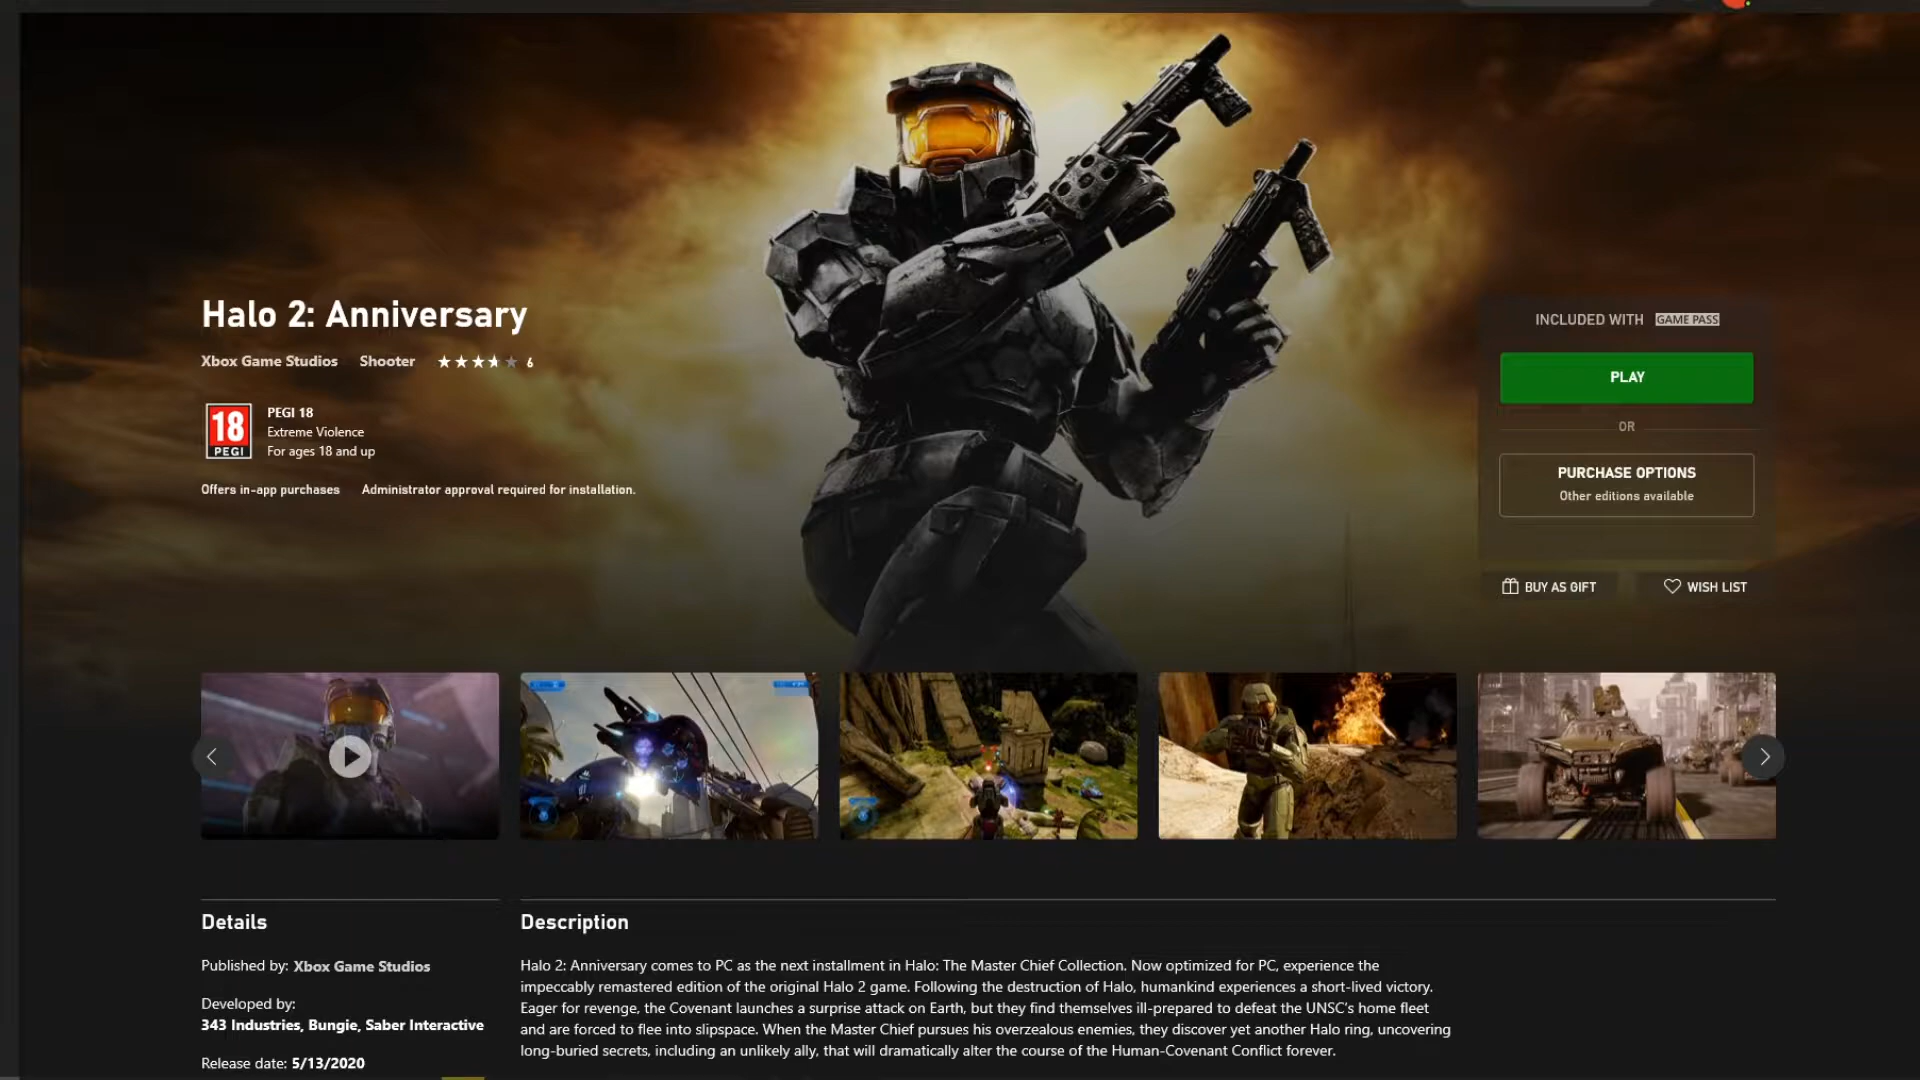 Halo 2: Anniversary
Xbox Game Studios Shooter 6
18
PEGI
PEGI 18
Extreme Violence
For ages 18 and up
Offers in-app purchases Administrator approval required for installation.
INCLUDED WITH GAME PASS
PLAY
OR
PURCHASE OPTIONS
Other editions available
BUY AS GIFT WISH LIST
Details
Published by: Xbox Game Studios
Developed by:
343 Industries, Bungie, Saber Interactive
Release date: 5/13/2020
Description
Halo 2: Anniversary comes to PC as the next installment in Halo: The Master Chief Collection. Now optimized for PC, experience the
impeccably remastered edition of the original Halo 2 game. Following the destruction of Halo, humankind experiences a short-lived victory.
Eager for revenge, the Covenant launches a surprise attack on Earth, but they find themselves ill-prepared to defeat the UNSC's home fleet
and are forced to flee into slipspace. When the Master Chief pursues his overzealous enemies, they discover yet another Halo ring, uncovering
long-buried secrets, including an unlikely ally, that will dramatically alter the course of the Human-Covenant Conflict forever.